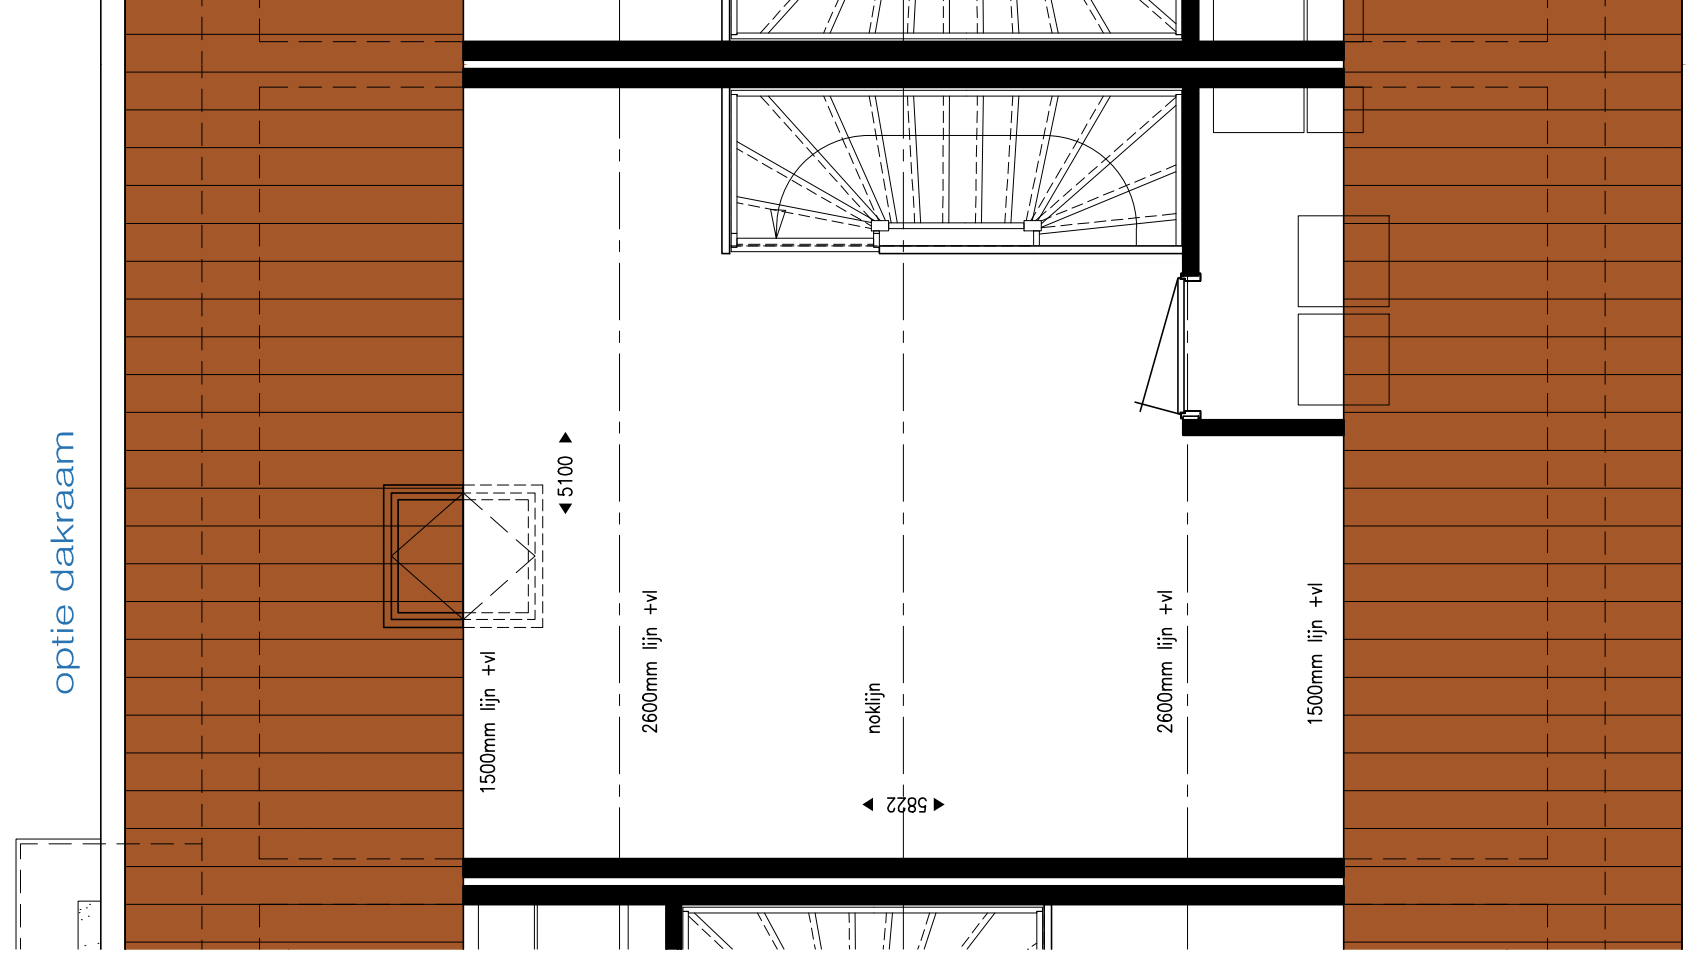 optie dakraam
5100
1500mm lijn +vl
2600mm lijn +vl
noklijn
2600mm lijn +vl
1500mm lijn +vl
5822